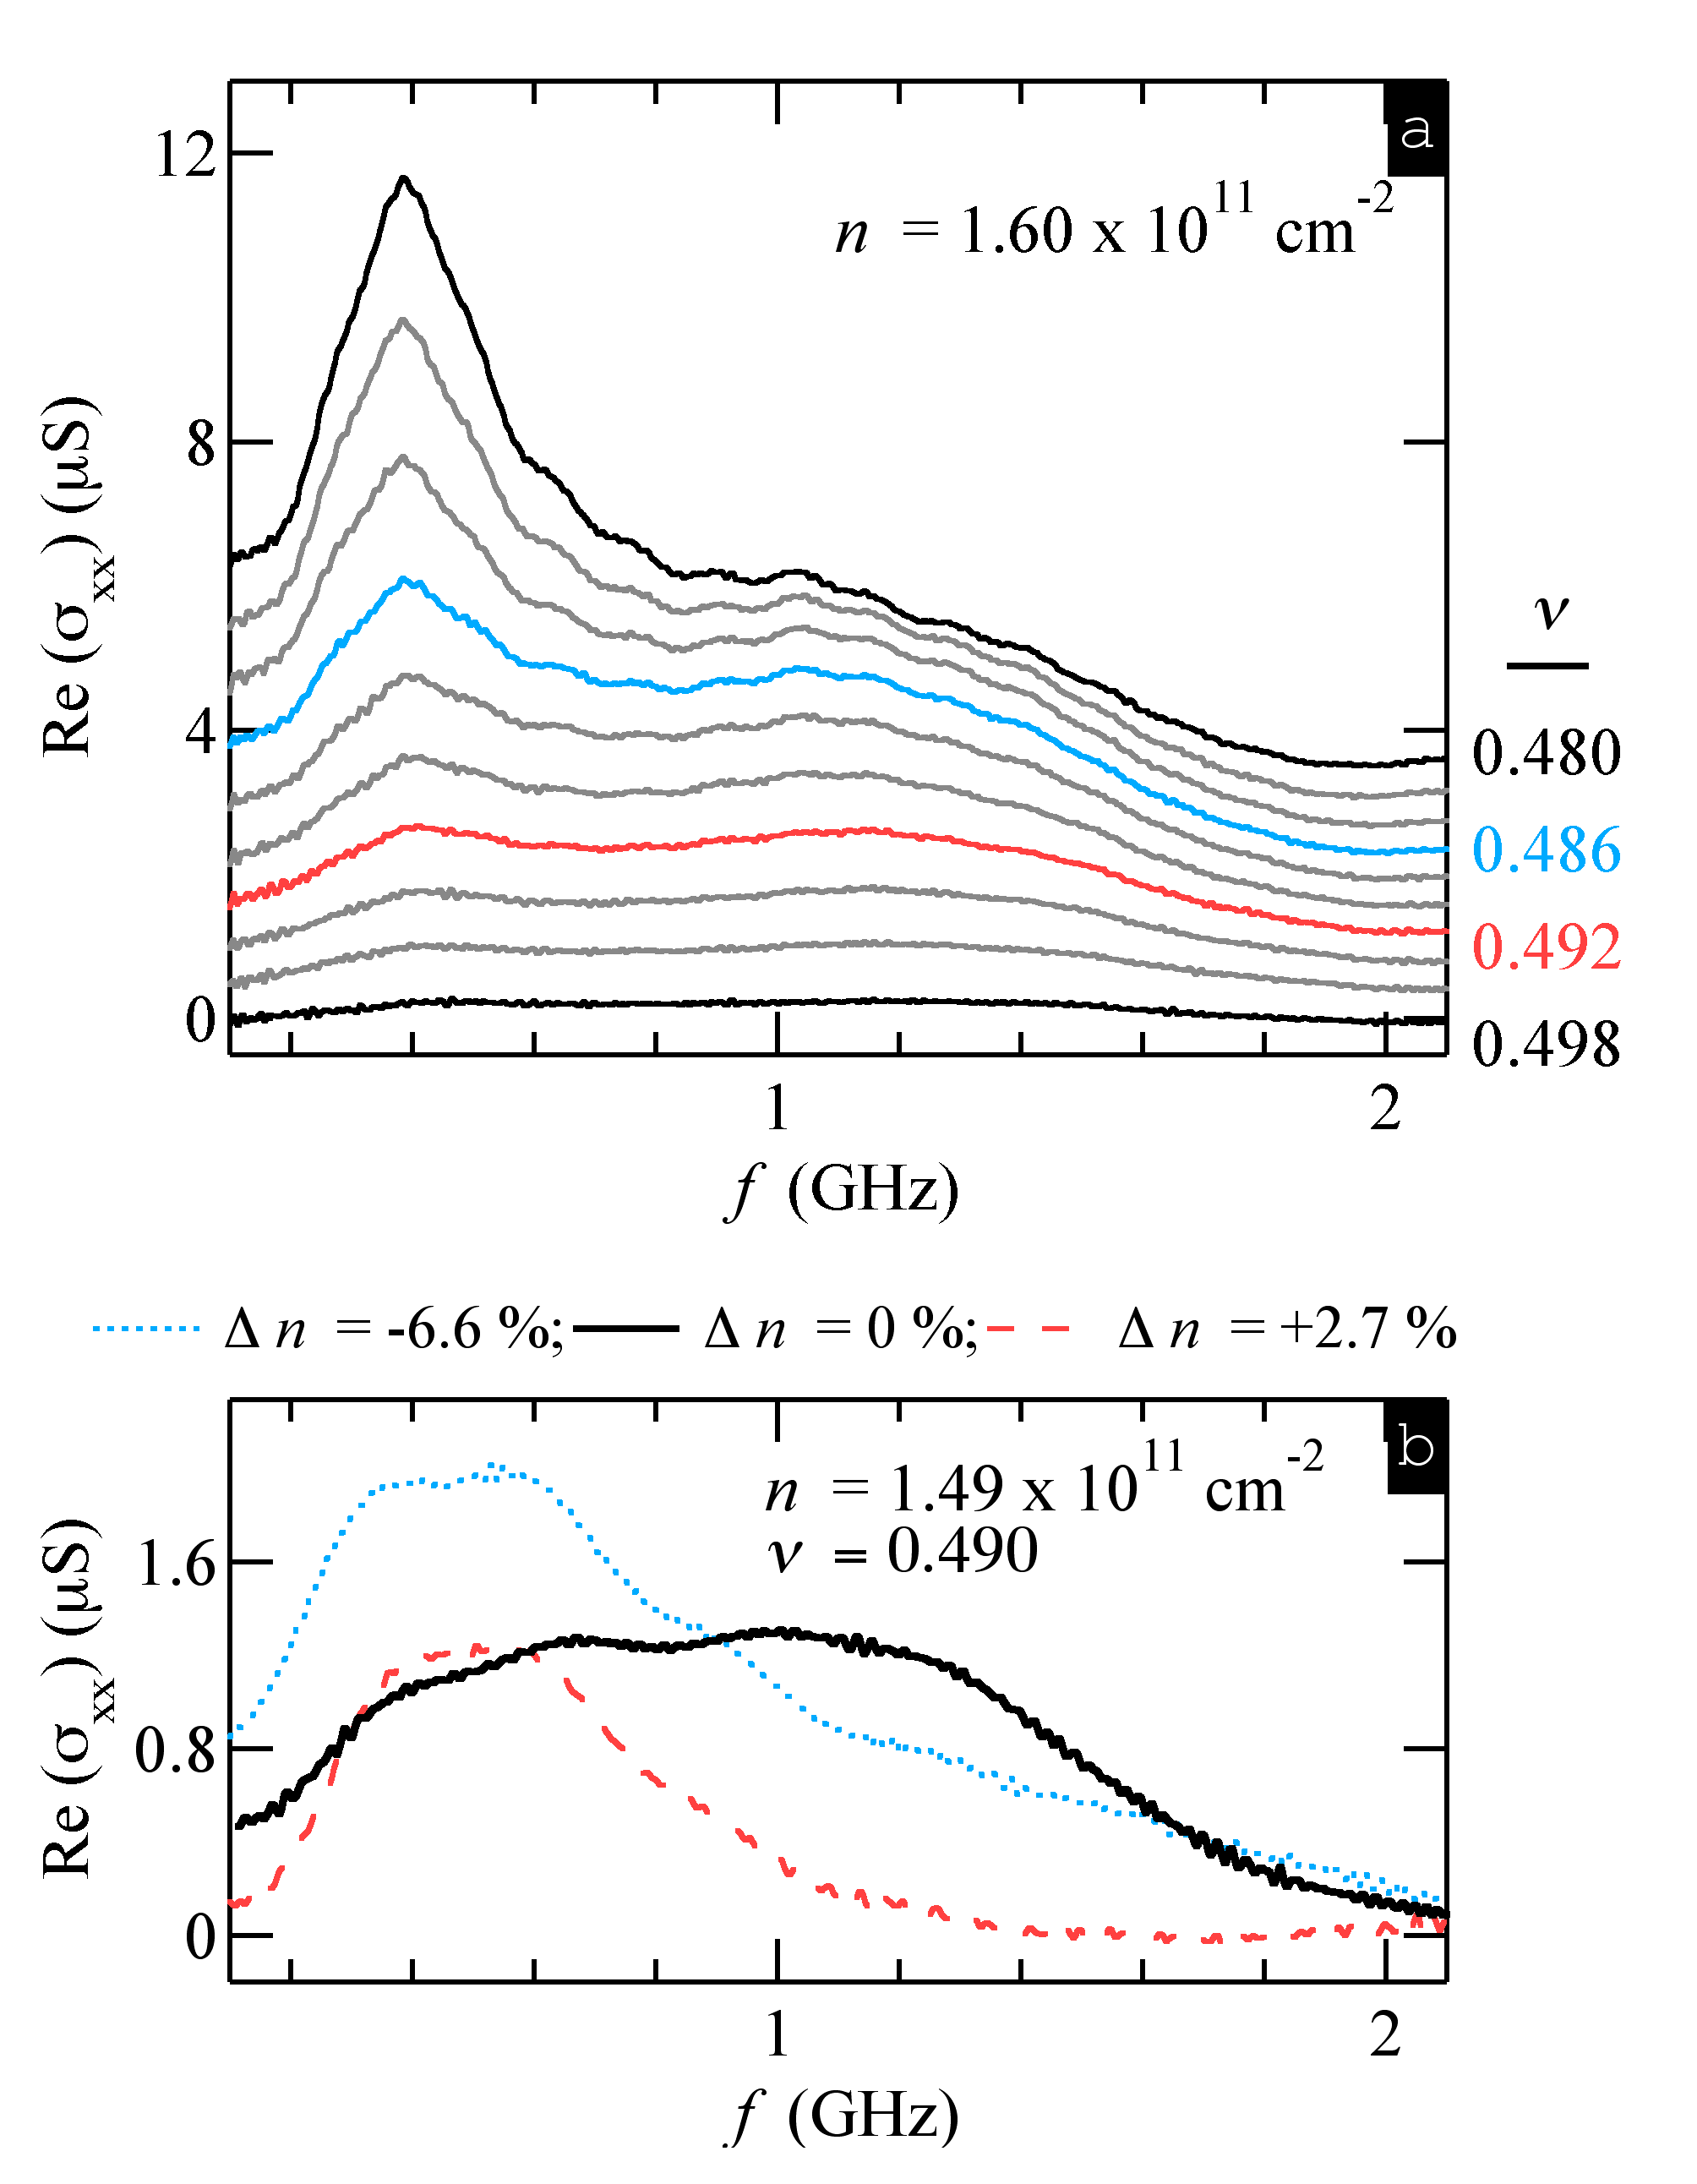 a
n = 1.60 x 10^11 cm^-2
12
8
4
0
Re (σxx) (μS)
ν
0.480
0.486
0.492
0.498
1 2
f (GHz)
Δ n = -6.6 %; Δ n = 0 %; Δ n = +2.7 %
b
n = 1.49 x 10^11 cm^-2
ν = 0.490
1.6
0.8
0
Re (σxx) (μS)
1 2
f (GHz)